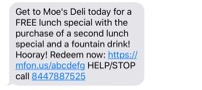 Get to Moe's Deli today for a
FREE lunch special with the
purchase of a second lunch
special and a fountain drink!
Hooray! Redeem now: https://
mfon.us/abcdefg HELP/STOP
call 8447887525